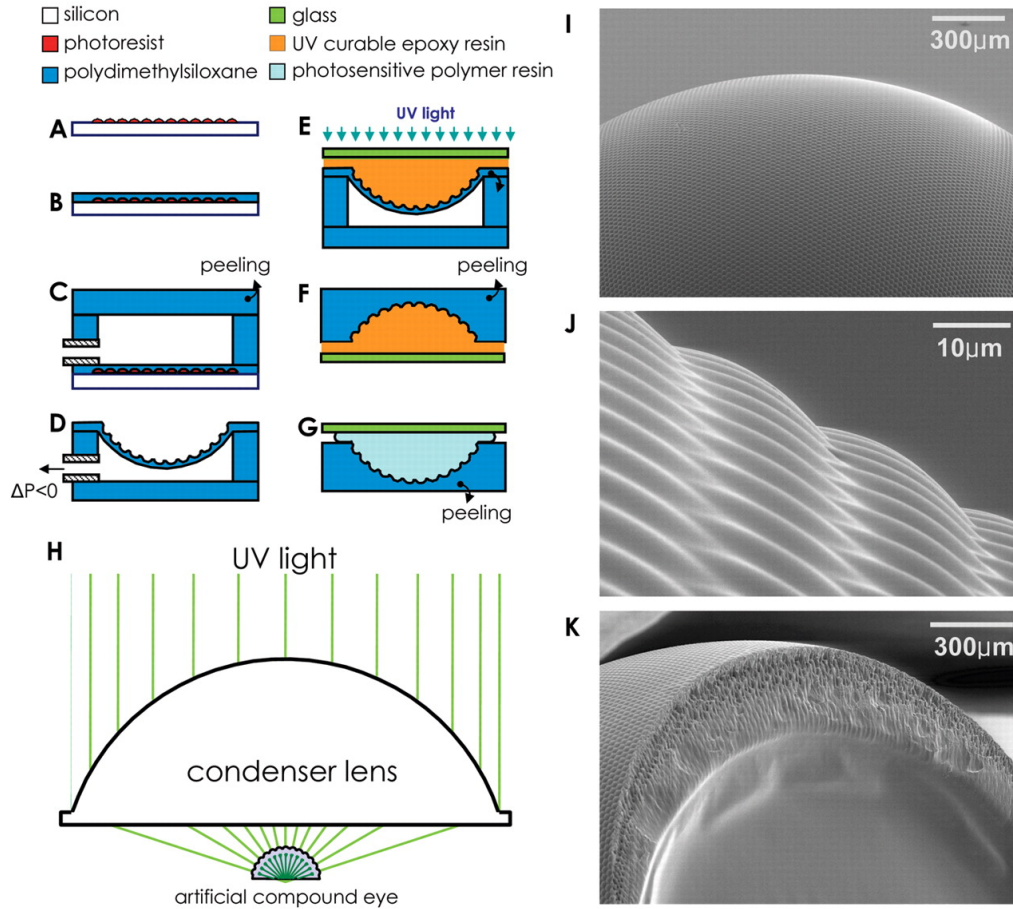 silicon
photoresist
polydimethylsiloxane
glass
UV curable epoxy resin
photosensitive polymer resin
A
B
C
peeling
D
ΔP<0
E
UV light
F
peeling
G
peeling
H
UV light
condenser lens
artificial compound eye
I
300μm
J
10μm
K
300μm